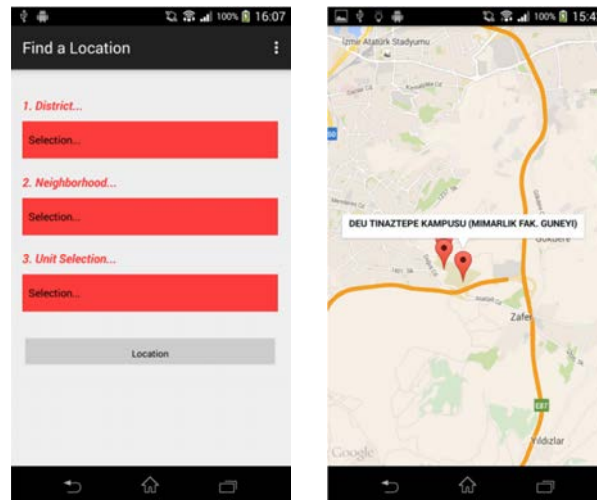 100% 16:07
Find a Location
1. District...
Selection...
2. Neighborhood...
Selection...
3. Unit Selection...
Selection...
Location
100% 15:4
İzmir Atatürk Stadyumu
DEU TINAZTEPE KAMPUSU (MIMARLIK FAK. GUNEYI)
Gökdere
Zafer
E87
Yıldızlar
Google